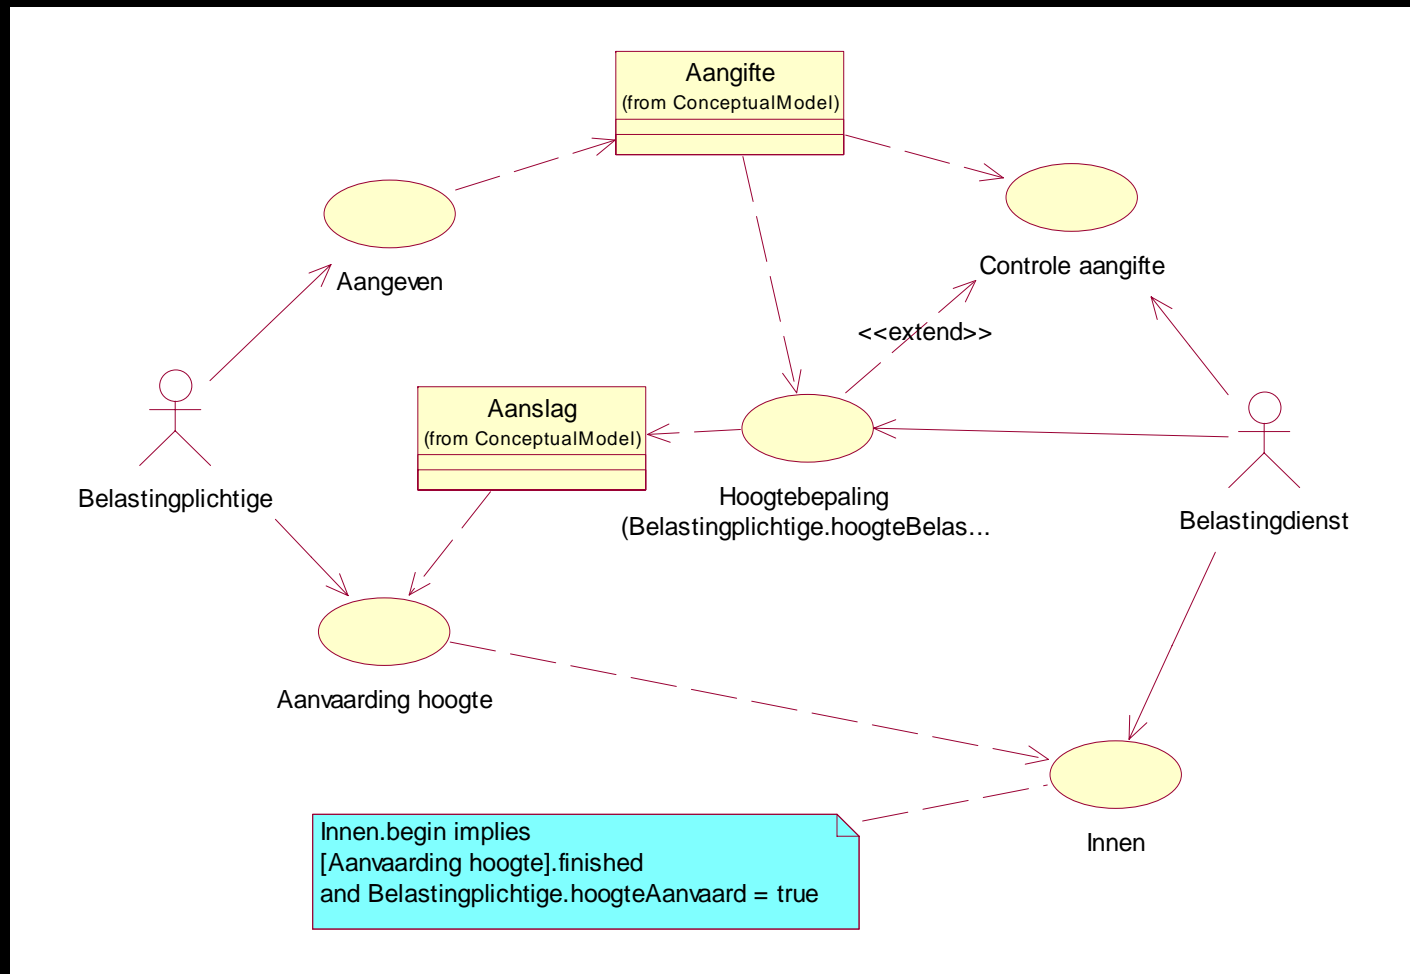 Aangifte
(from ConceptualModel)
Aangeven
Controle aangifte
<<extend>>
Aanslag
(from ConceptualModel)
Belastingplichtige
Hoogtebepaling
(Belastingplichtige.hoogteBelas...
Belastingdienst
Aanvaarding hoogte
Innen
Innen.begin implies
[Aanvaarding hoogte].finished
and Belastingplichtige.hoogteAanvaard = true